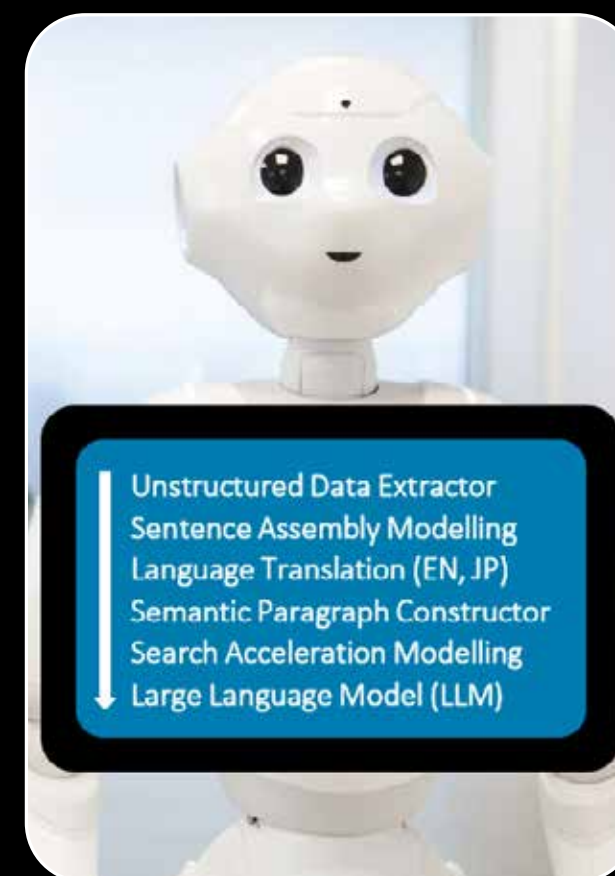 Unstructured Data Extractor
Sentence Assembly Modelling
Language Translation (EN, JP)
Semantic Paragraph Constructor
Search Acceleration Modelling
Large Language Model (LLM)